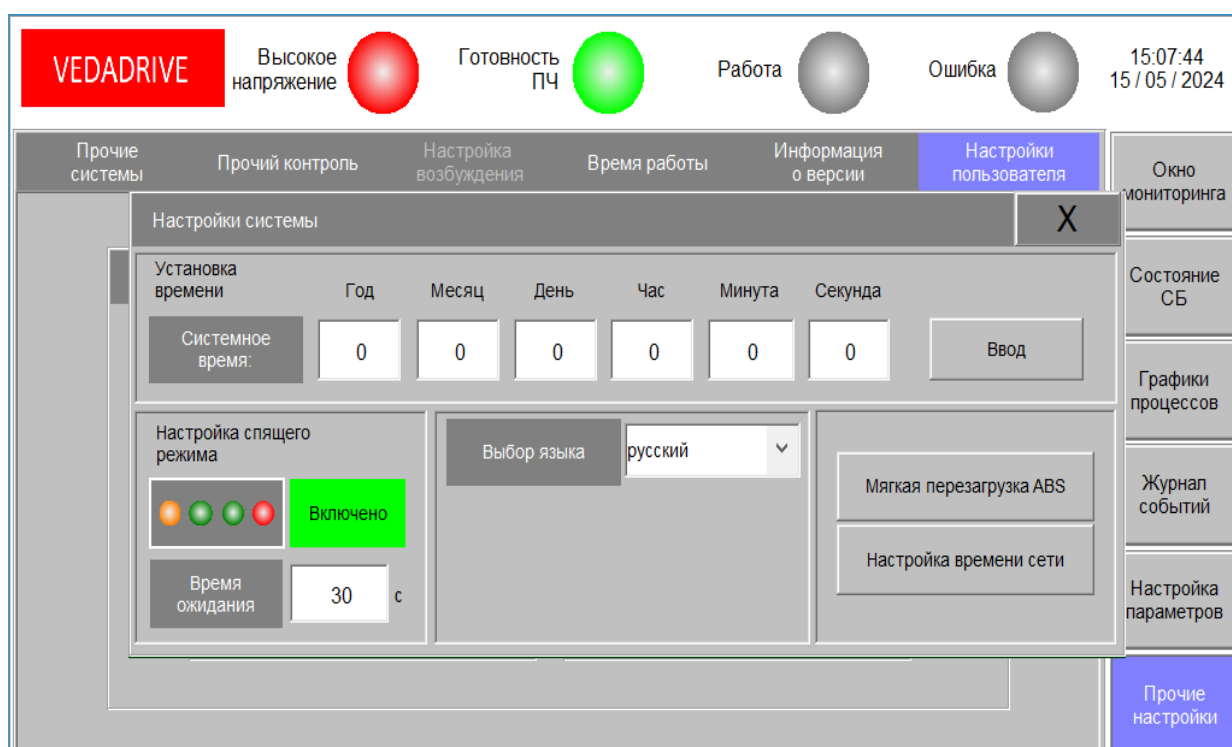 VEDADRIVE
Высокое
напряжение
Готовность
ПЧ
Работа
Ошибка
15:07:44
15 / 05 / 2024
Прочие
системы
Прочий контроль
Настройка
возбуждения
Время работы
Информация
о версии
Настройки
пользователя
Окно
мониторинга
Состояние
СБ
Графики
процессов
Журнал
событий
Настройка
параметров
Прочие
настройки
Настройки системы
X
Установка
времени
Год
Месяц
День
Час
Минута
Секунда
Системное
время:
0
0
0
0
0
0
Ввод
Настройка спящего
режима
Включено
Время
ожидания
30
с
Выбор языка
русский
Мягкая перезагрузка ABS
Настройка времени сети